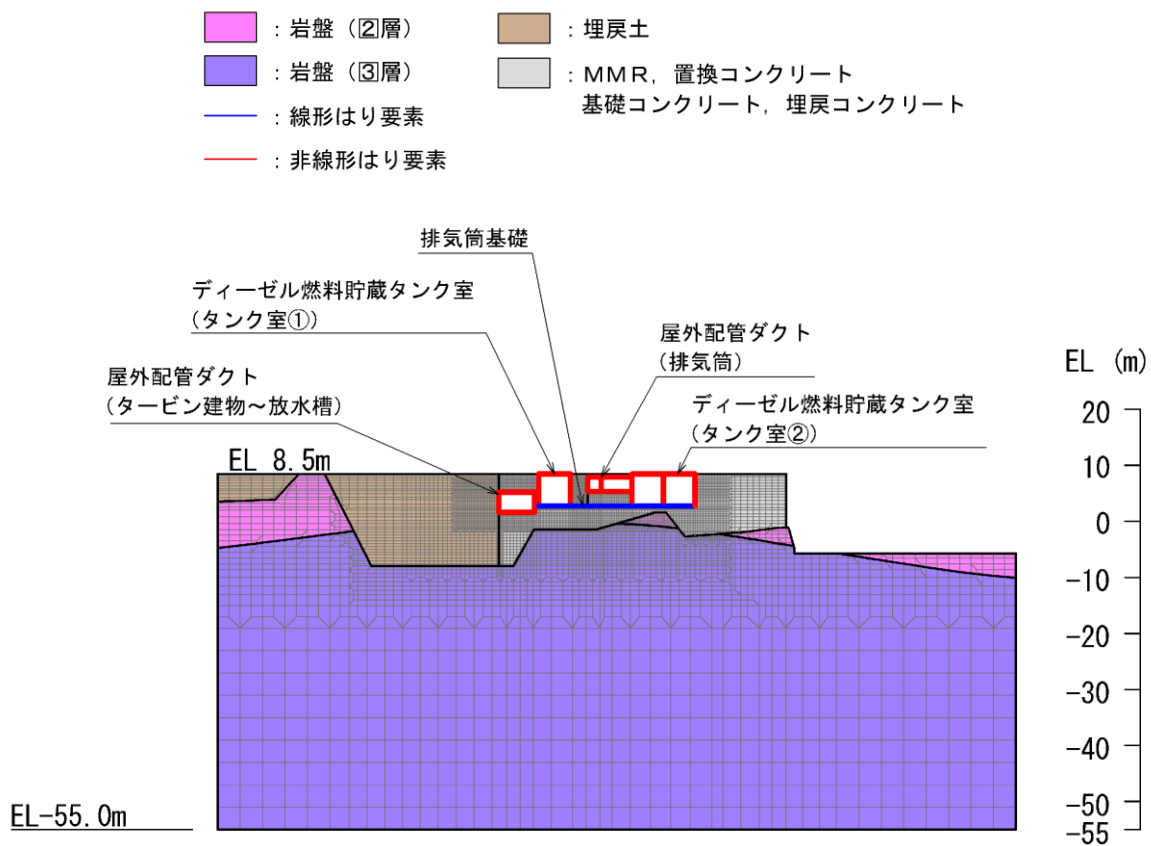 ：岩盤（②層）
：岩盤（③層）
：線形はり要素
：非線形はり要素
：埋戻土
：ＭＭＲ，置換コンクリート
基礎コンクリート，埋戻コンクリート
排気筒基礎
ディーゼル燃料貯蔵タンク室
(タンク室①)
屋外配管ダクト
(排気筒)
屋外配管ダクト
(タービン建物～放水槽)
ディーゼル燃料貯蔵タンク室
(タンク室②)
EL 8.5m
EL-55.0m
EL (m)
20
10
0
-10
-20
-30
-40
-50
-55